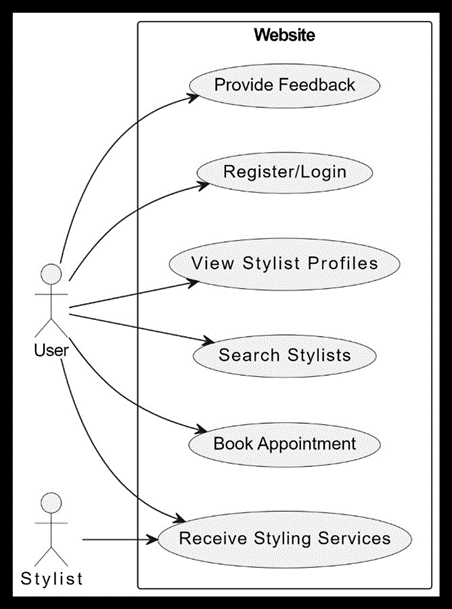 Website
Provide Feedback
Register/Login
View Stylist Profiles
Search Stylists
User
Book Appointment
Receive Styling Services
Stylist